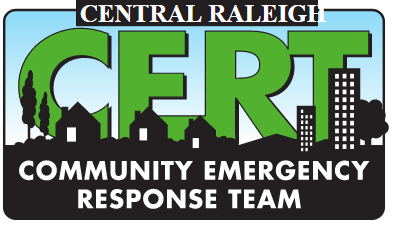 CENTRAL RALEIGH
CERT
COMMUNITY EMERGENCY
RESPONSE TEAM